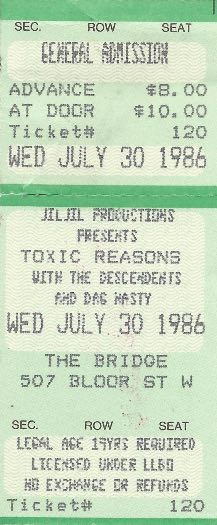 SEC. ROW SEAT
GENERAL ADMISSION
ADVANCE $8.00
AT DOOR $10.00
Ticket# 120
WED JULY 30 1986
JILJIL PRODUCTIONS
PRESENTS
TOXIC REASONS
WITH THE DESCENDENTS
AND DAG NASTY
WED JULY 30 1986
THE BRIDGE
507 BLOOR ST W
SEC. ROW SEAT
LEGAL AGE 19YRS REQUIRED
LICENSED UNDER LLBO
NO EXCHANGE OR REFUNDS
Ticket# 120